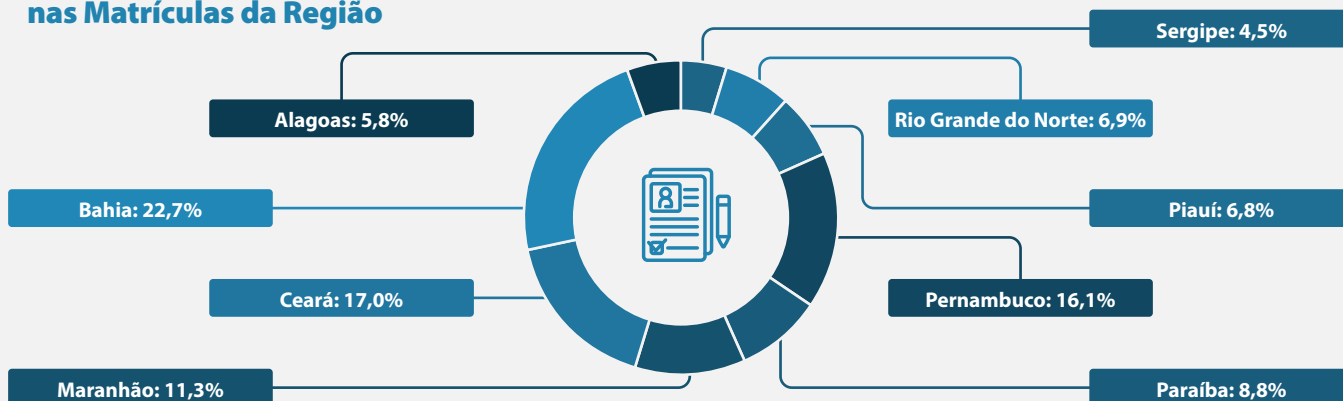 nas Matrículas da Região
Sergipe: 4,5%
Alagoas: 5,8%
Rio Grande do Norte: 6,9%
Bahia: 22,7%
Piauí: 6,8%
Ceará: 17,0%
Pernambuco: 16,1%
Maranhão: 11,3%
Paraíba: 8,8%